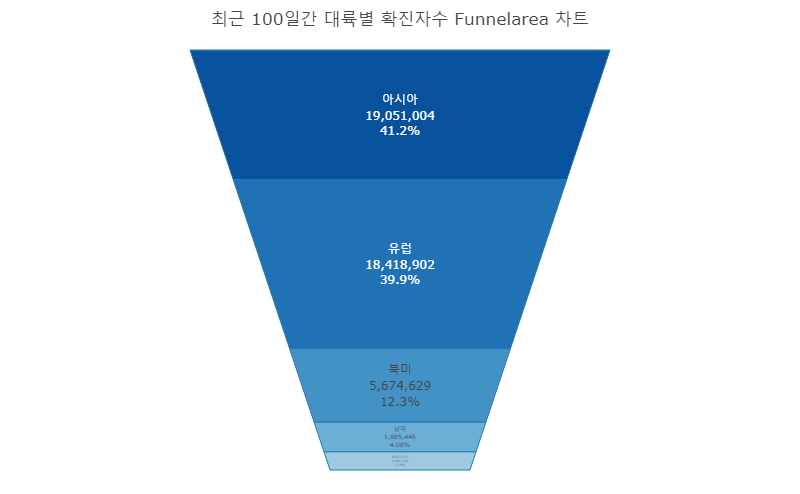 최근 100일간 대륙별 확진자수 Funnelarea 차트
아시아
19,051,004
41.2%
유럽
18,418,902
39.9%
북미
5,674,629
12.3%
남미
1,885,445
4.08%